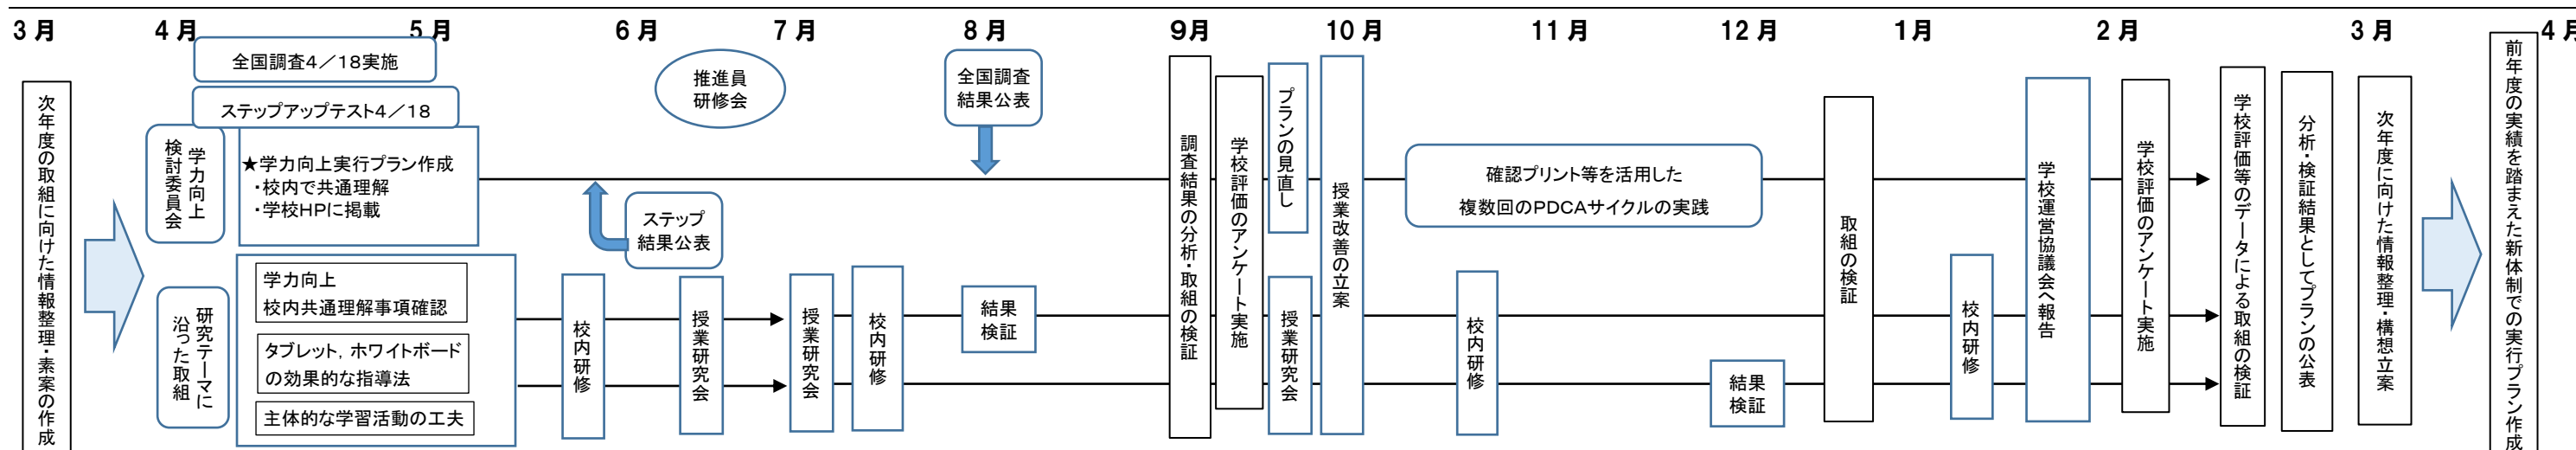 3月
4月
5月
6月
7月
8月
9月
10月
11月
12月
1月
2月
3月
4月
次年度の取組に向けた情報整理・素案の作成
全国調査4／18実施
ステップアップテスト4／18
学力向上
検討委員会
★学力向上実行プラン作成
・校内で共通理解
・学校HPに掲載
研究テーマに
沿った取組
学力向上
校内共通理解事項確認
タブレット，ホワイトボード
の効果的な指導法
主体的な学習活動の工夫
校内研修
ステップ
結果公表
推進員
研修会
授業研究会
授業研究会
校内研修
全国調査
結果公表
結果
検証
調査結果の分析・取組の検証
学校評価のアンケート実施
プランの見直し
授業研究会
授業改善の立案
確認プリント等を活用した
複数回のPDCAサイクルの実践
校内研修
結果
検証
取組の検証
校内研修
学校運営協議会へ報告
学校評価のアンケート実施
学校評価等のデータによる取組の検証
分析・検証結果としてプランの公表
次年度に向けた情報整理・構想立案
前年度の実績を踏まえた新体制での実行プラン作成